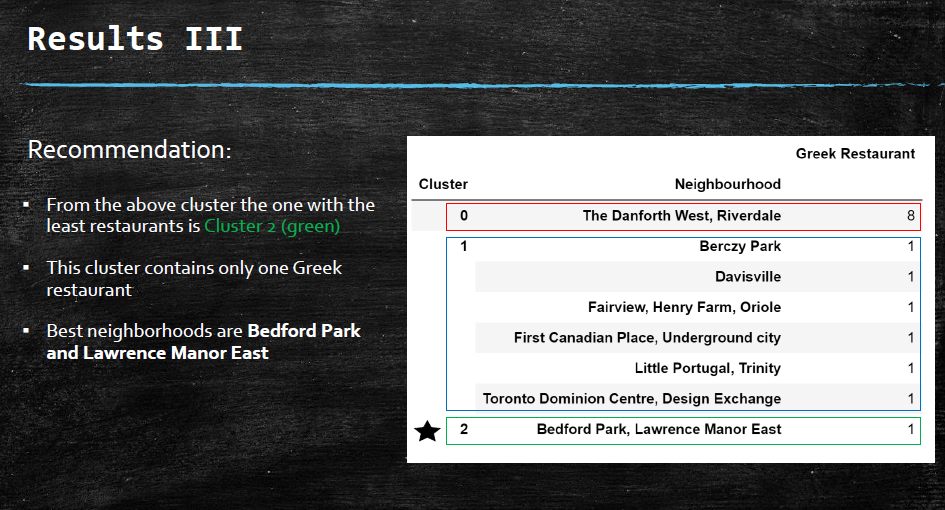 Results III
Recommendation:
▪ From the above cluster the one with the
least restaurants is Cluster 2 (green)
▪ This cluster contains only one Greek
restaurant
▪ Best neighborhoods are Bedford Park
and Lawrence Manor East
Greek Restaurant
Cluster Neighbourhood
0 The Danforth West, Riverdale 8
1 Berczy Park 1
Davisville 1
Fairview, Henry Farm, Oriole 1
First Canadian Place, Underground city 1
Little Portugal, Trinity 1
Toronto Dominion Centre, Design Exchange 1
2 Bedford Park, Lawrence Manor East 1